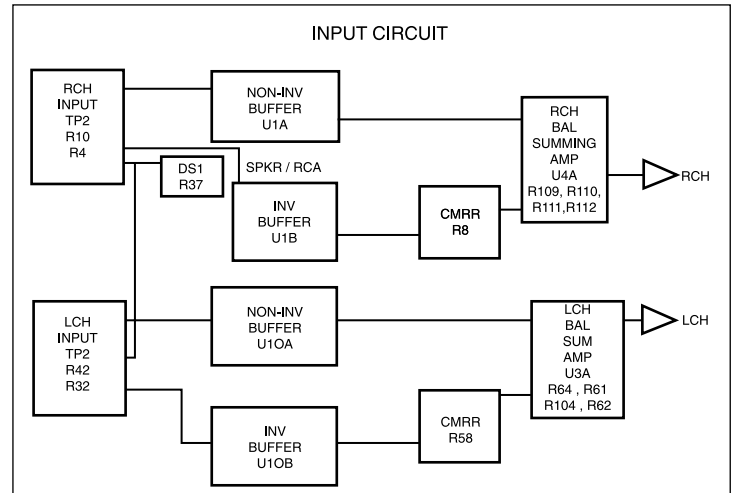 INPUT CIRCUIT
RCH
INPUT
TP2
R10
R4
NON-INV
BUFFER
U1A
DS1
R37
SPKR / RCA
INV
BUFFER
U1B
CMRR
R8
RCH
BAL
SUMMING
AMP
U4A
R109, R110,
R111,R112
RCH
LCH
INPUT
TP2
R42
R32
NON-INV
BUFFER
U1OA
INV
BUFFER
U1OB
CMRR
R58
LCH
BAL
SUM
AMP
U3A
R64 , R61
R104 , R62
LCH